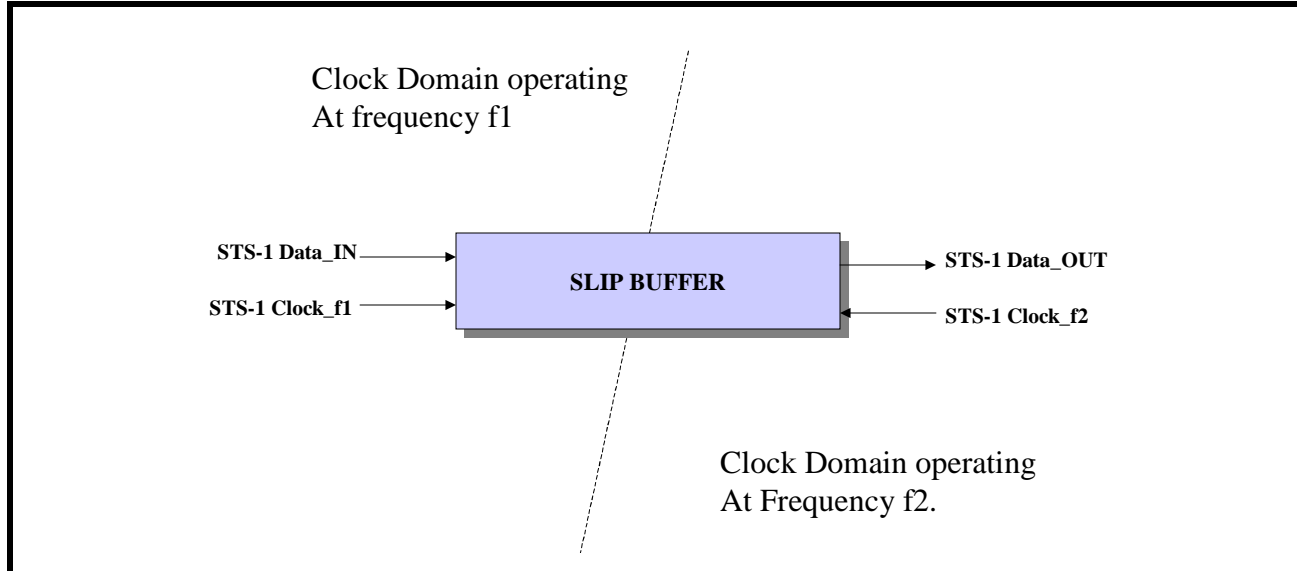 Clock Domain operating
At frequency f1
STS-1 Data_IN
STS-1 Clock_f1
SLIP BUFFER
STS-1 Data_OUT
STS-1 Clock_f2
Clock Domain operating
At Frequency f2.